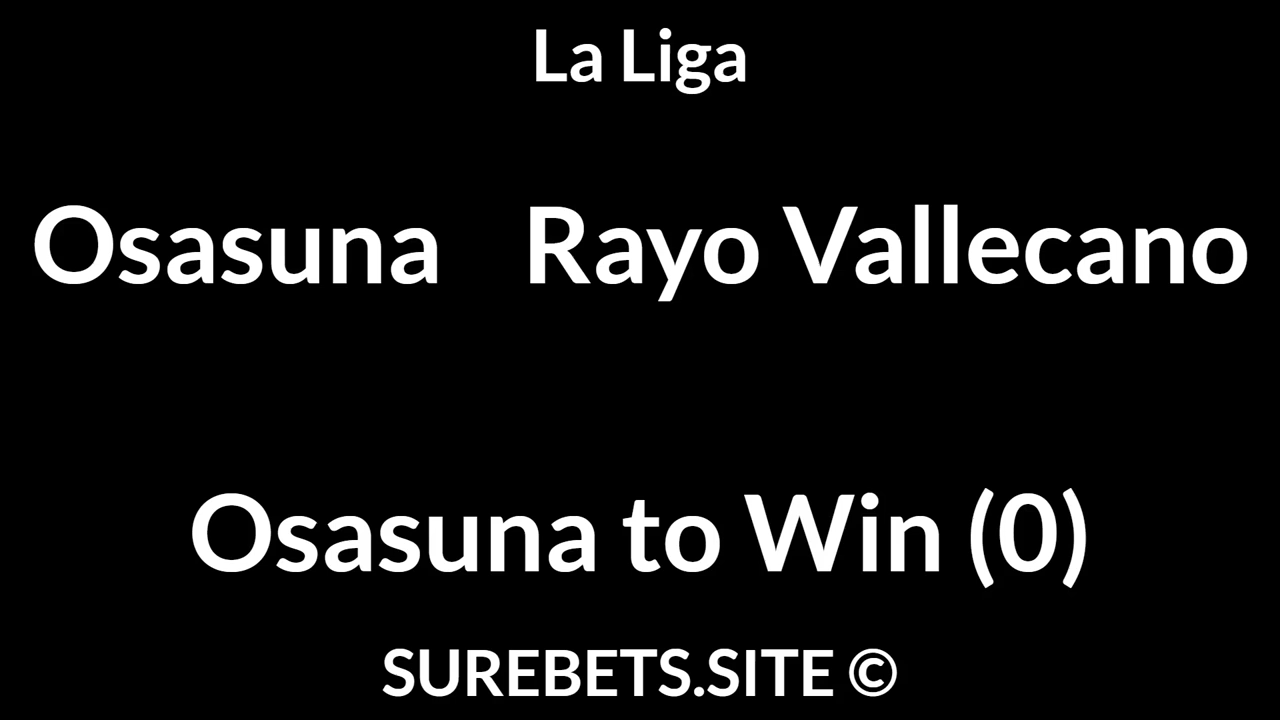 La Liga
Osasuna Rayo Vallecano
Osasuna to Win (0)
SUREBETS.SITE ©